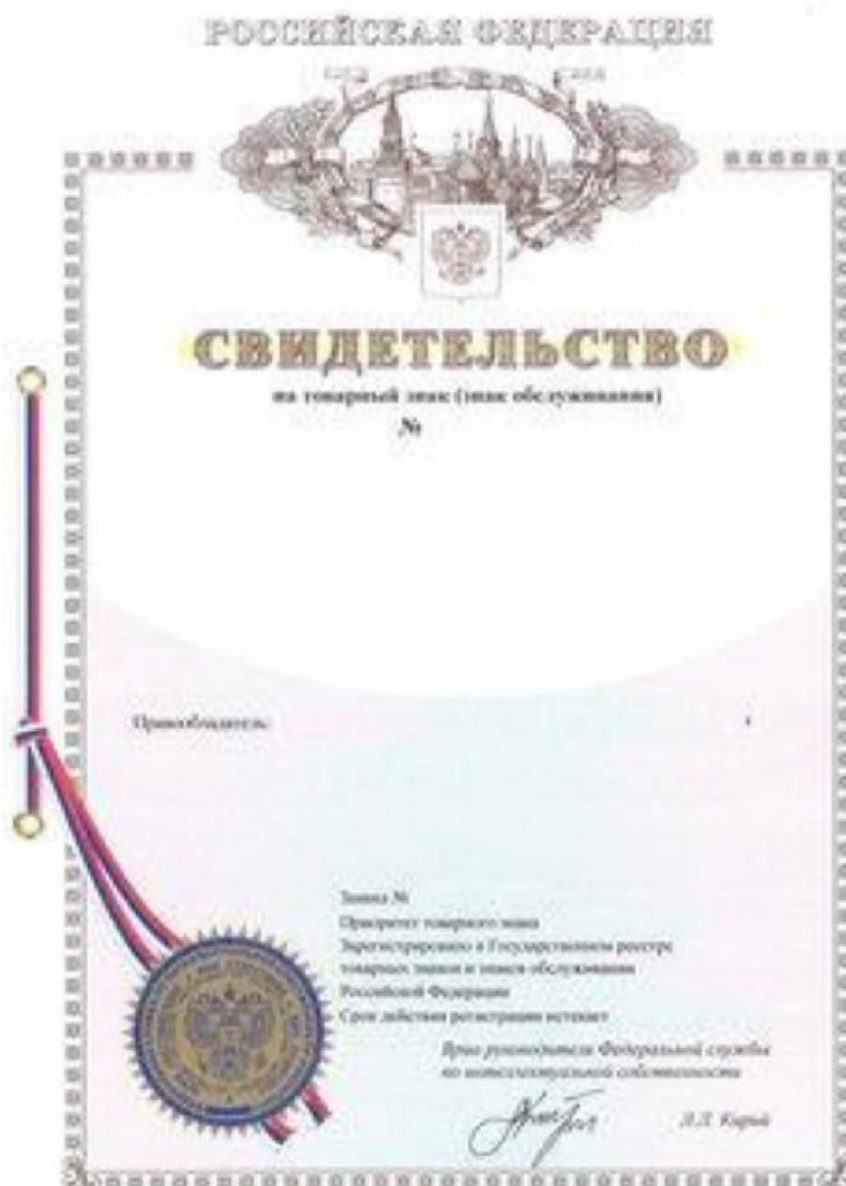 РОССИЙСКАЯ ФЕДЕРАЦИЯ
СВИДЕТЕЛЬСТВО
на товарный знак (знак обслуживания)
№
Правообладатель:
Заявка №
Приоритет товарного знака
Зарегистрировано в Государственном реестре
товарных знаков и знаков обслуживания
Российской Федерации
Срок действия регистрации истекает
Врио руководителя Федеральной службы
по интеллектуальной собственности
Л.Л. Кирий